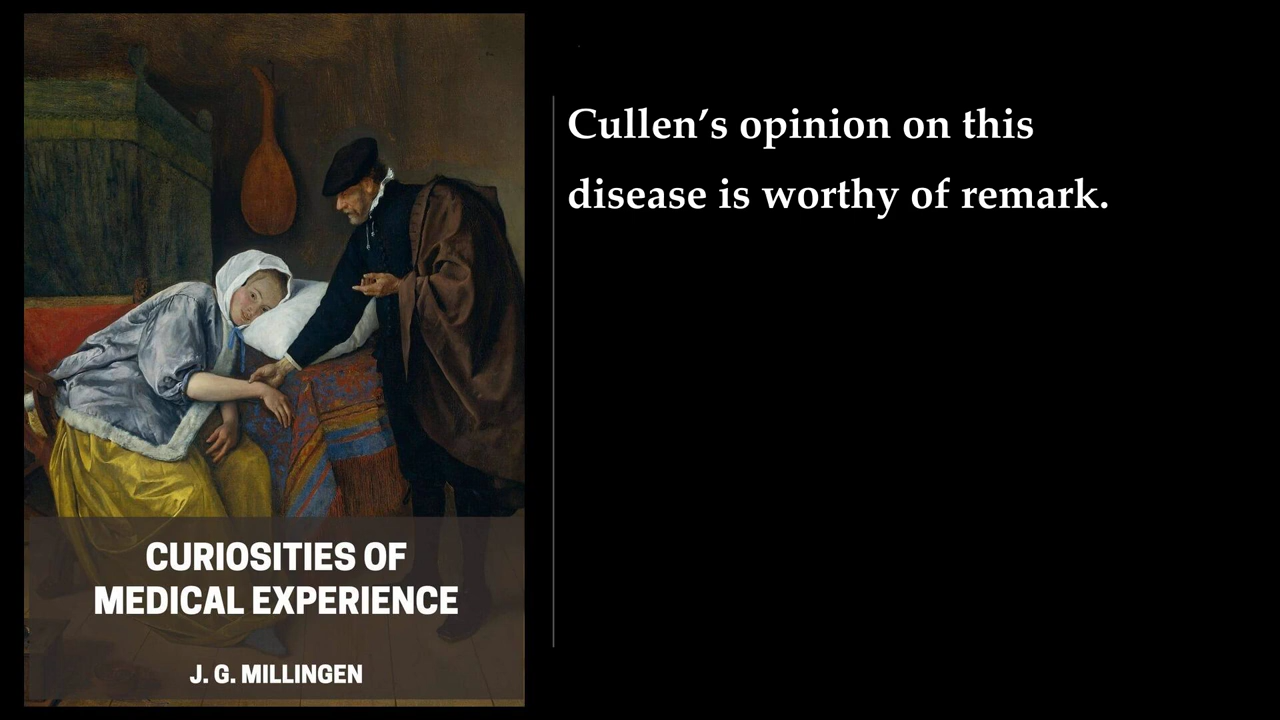 Cullen’s opinion on this
disease is worthy of remark.
CURIOSITIES OF
MEDICAL EXPERIENCE
J. G. MILLINGEN